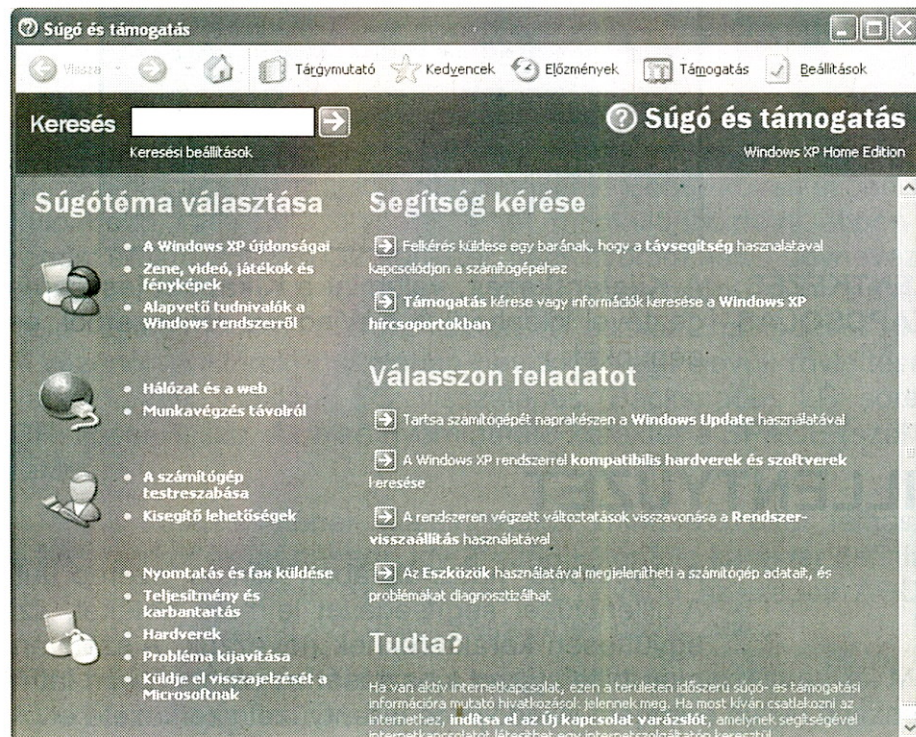 Súgó és támogatás
Vissza
Tárgymutató
Kedvencek
Előzmények
Támogatás
Beállítások
Keresés
Keresési beállítások
Súgó és támogatás
Windows XP Home Edition
Súgótéma választása
A Windows XP újdonságai
Zene, videó, játékok és
fényképek
Alapvető tudnivalók a
Windows rendszerről
Hálózat és a web
Munkavégzés távolról
A számítógép
testreszabása
Kisegítő lehetőségek
Nyomtatás és fax küldése
Teljesítmény és
karbantartás
Hardverek
Probléma kijavítása
Küldje el visszajelzését a
Microsoftnak
Segítség kérése
Felkérés küldése egy barának, hogy a távsegítség használatával
kapcsolódjon a számítógépéhez
Támogatás kérése vagy információk keresése a Windows XP
hírcsoportokban
Válasszon feladatot
Tartsa számítógépét naprakészen a Windows Update használatával
A Windows XP rendszerrel kompatibilis hardverek és szoftverek
keresése
A rendszeren végzett változtatások visszavonása a Rendszer-
visszaállítás használatával
Az Eszközök használatával megjelenítheti a számítógép adatait, és
problémákat diagnosztizálhat
Tudta?
Ha van aktív internetkapcsolat, ezen a területen időszerű súgó- és támogatási
információra mutató hivatkozások jelennek meg. Ha most kíván csatlakozni az
internethez, indítsa el az Új kapcsolat varázslót, amelynek segítségével
internetkapcsolatot létesíthet egy internetszolgáltatón keresztül